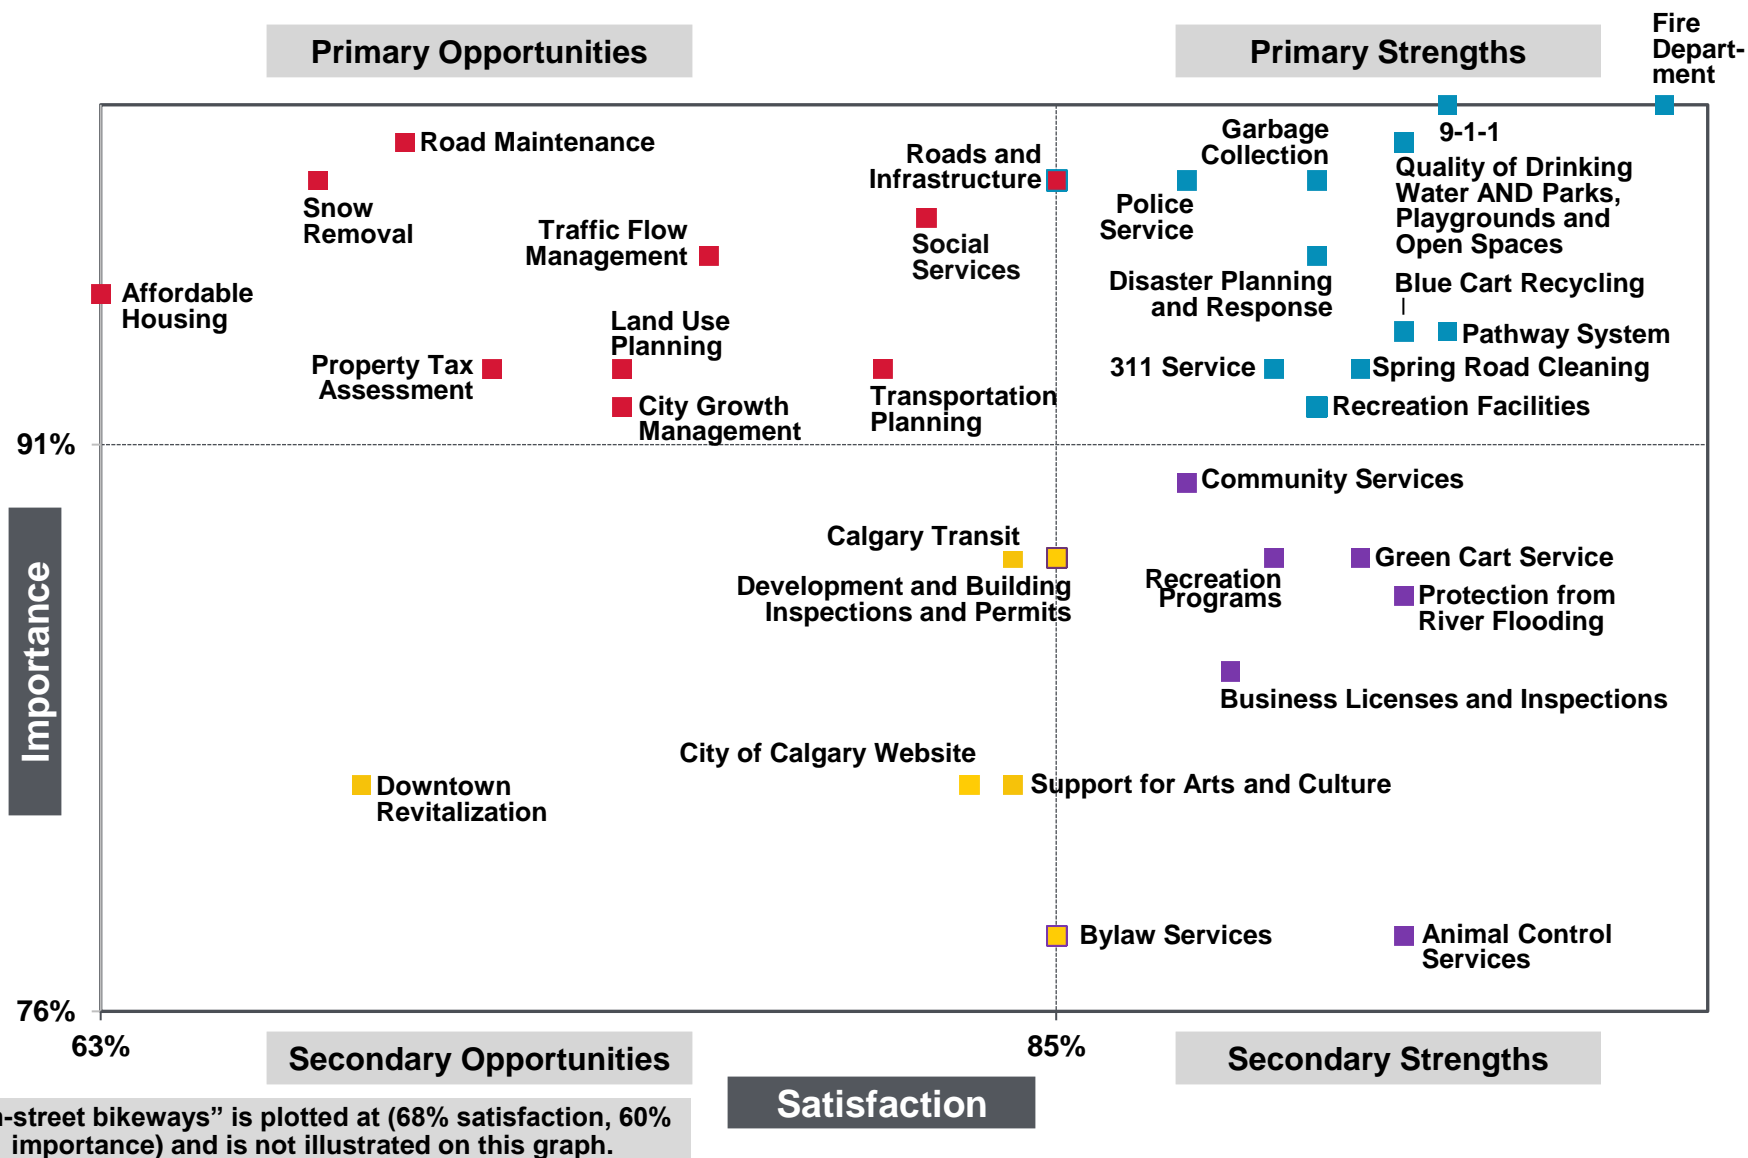 Primary Opportunities
Primary Strengths
Fire
Depart-
ment
Road Maintenance
Snow
Removal
Traffic Flow
Management
Affordable
Housing
Land Use
Planning
Property Tax
Assessment
City Growth
Management
Roads and
Infrastructure
Social
Services
Transportation
Planning
Garbage
Collection
9-1-1
Quality of Drinking
Water AND Parks,
Playgrounds and
Open Spaces
Police
Service
Disaster Planning
and Response
Blue Cart Recycling
Pathway System
311 Service
Spring Road Cleaning
Recreation Facilities
91%
Community Services
Calgary Transit
Development and Building
Inspections and Permits
Recreation
Programs
Green Cart Service
Protection from
River Flooding
Business Licenses and Inspections
City of Calgary Website
Downtown
Revitalization
Support for Arts and Culture
Bylaw Services
Animal Control
Services
Importance
76%
63%
85%
Secondary Opportunities
Secondary Strengths
Satisfaction
-street bikeways” is plotted at (68% satisfaction, 60%
importance) and is not illustrated on this graph.